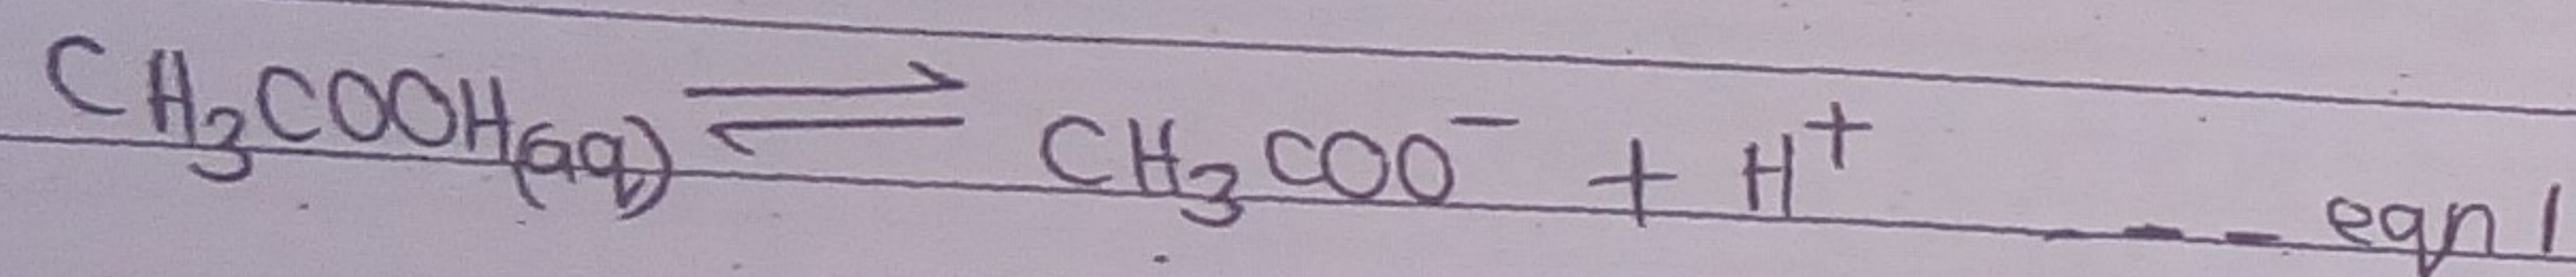 CH₃COOH(aq) ⇌ CH₃COO⁻ + H⁺ --- eqn 1